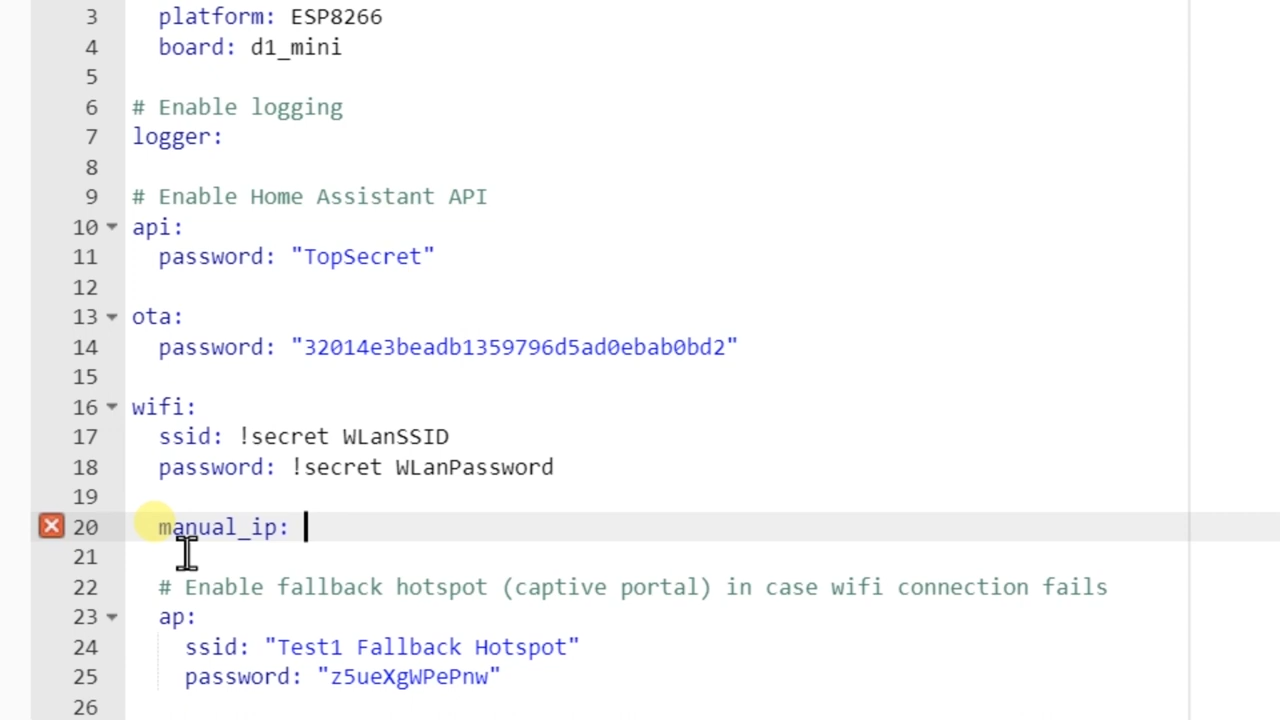 3 platform: ESP8266
4 board: d1_mini
5
6 # Enable logging
7 logger:
8
9 # Enable Home Assistant API
10 api:
11 password: "TopSecret"
12
13 ota:
14 password: "32014e3beadb1359796d5ad0ebab0bd2"
15
16 wifi:
17 ssid: !secret WLanSSID
18 password: !secret WLanPassword
19
20 manual_ip:
21
22 # Enable fallback hotspot (captive portal) in case wifi connection fails
23 ap:
24 ssid: "Test1 Fallback Hotspot"
25 password: "z5ueXgWPePnw"
26